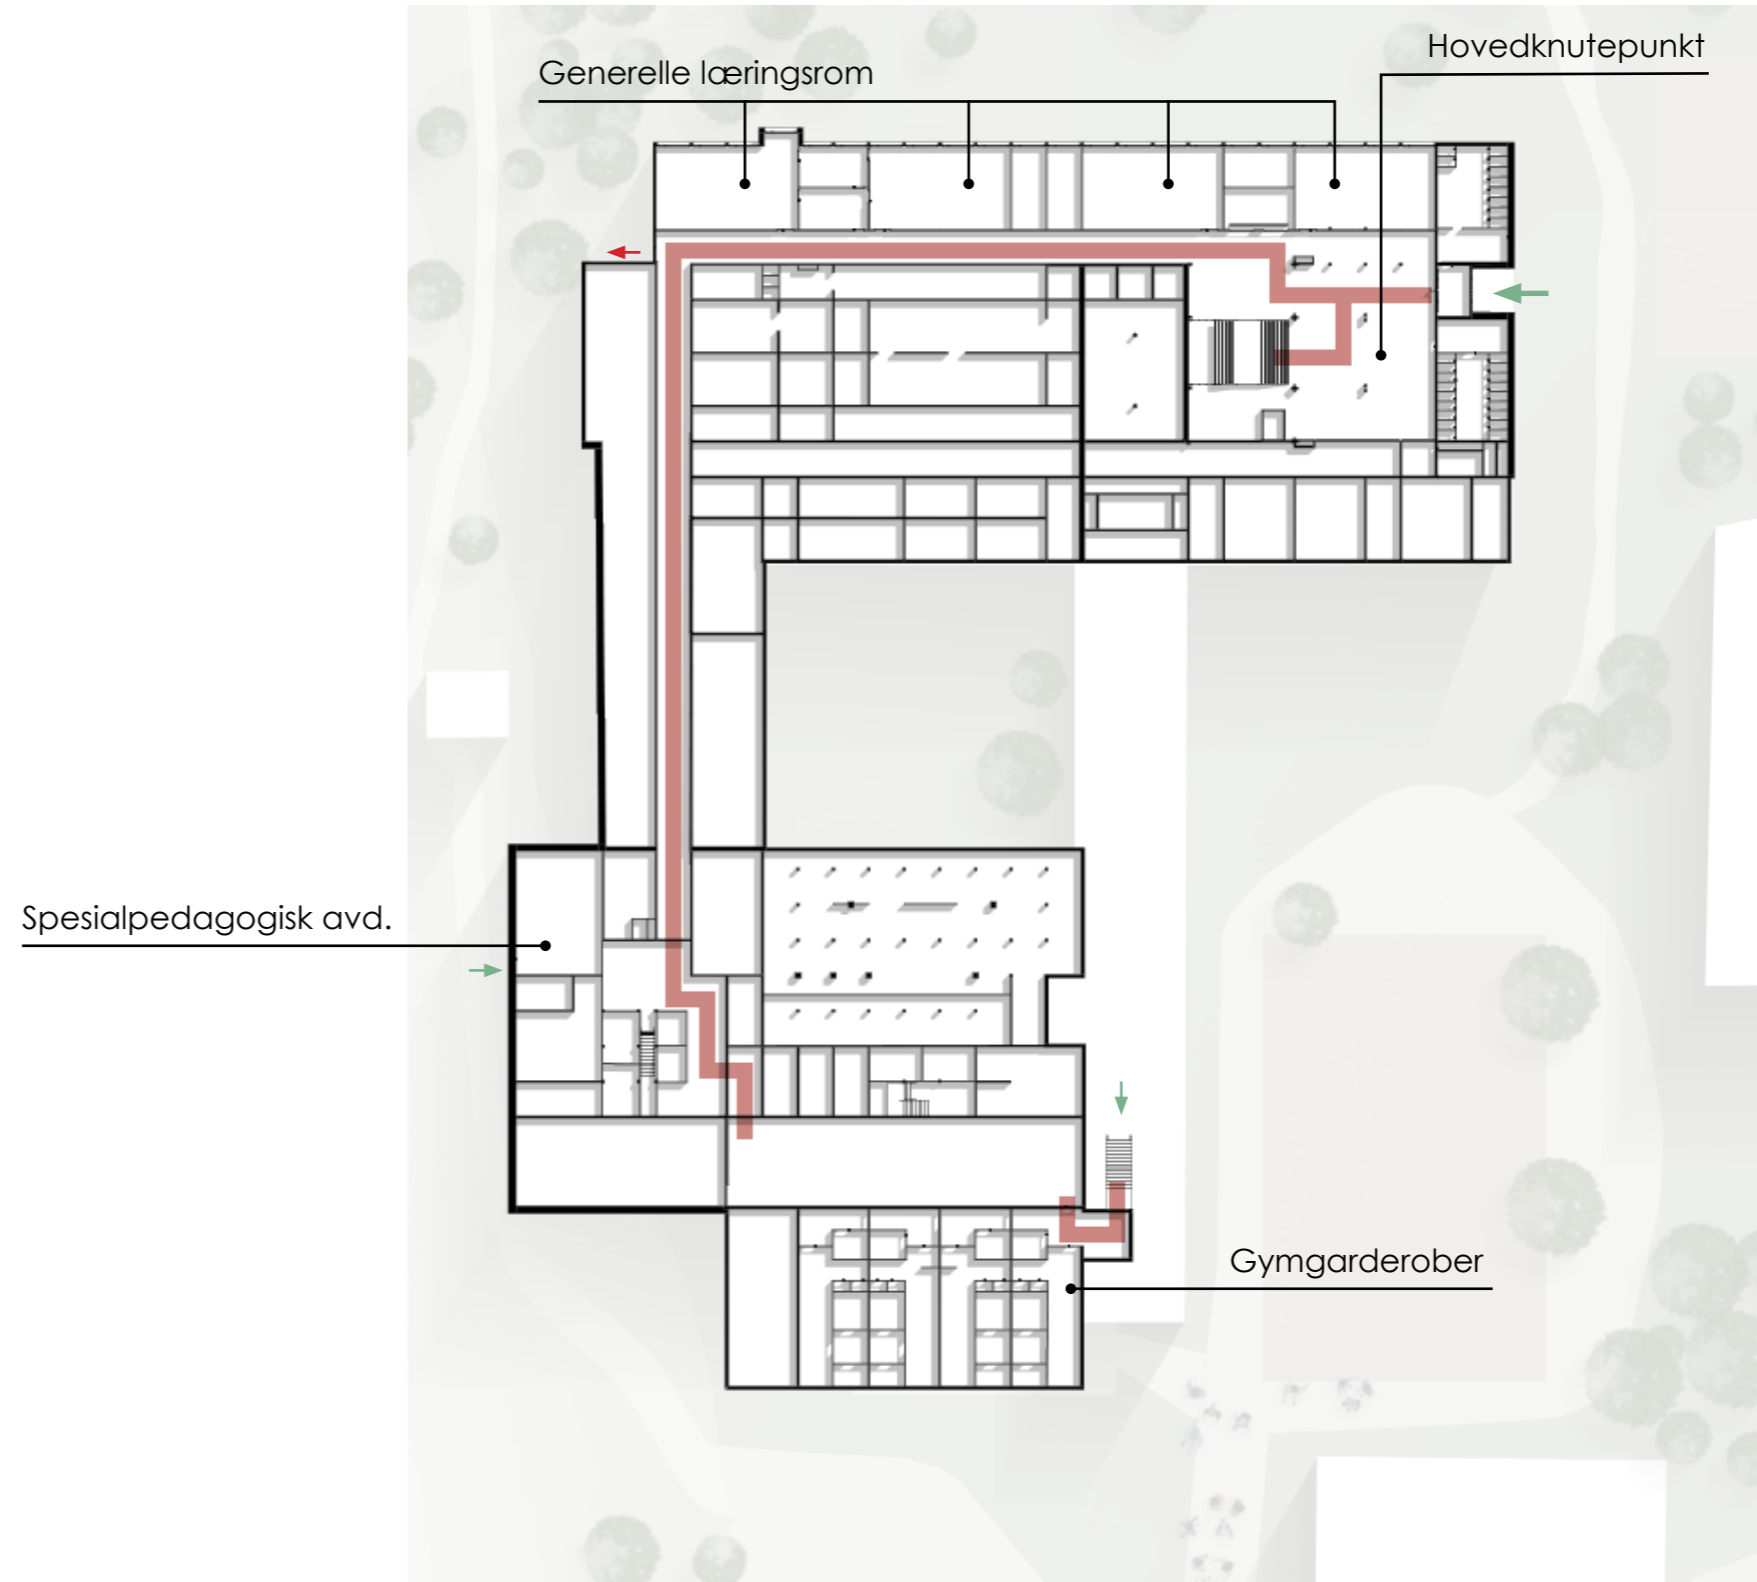 Hovedknutepunkt
Generelle læringsrom
Spesialpedagogisk avd.
Gymgarderober